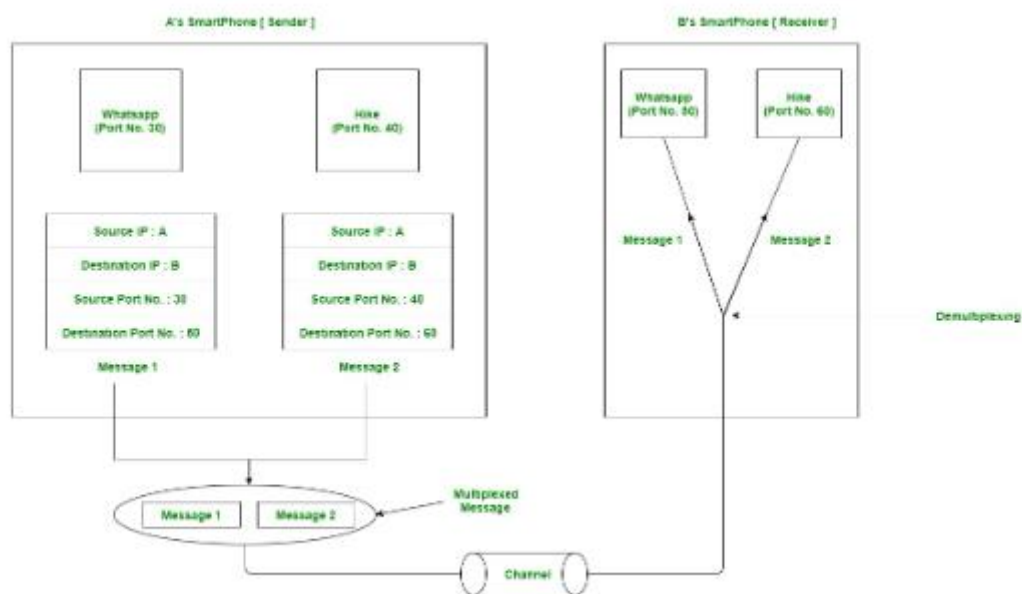 A's SmartPhone [ Sender ]
B's SmartPhone [ Receiver ]
Whatsapp
(Port No. 30)
Hike
(Port No. 40)
Whatsapp
(Port No.
Hike
(Port No. 60)
Source IP : A
Destination IP : B
Source Port No. : 30
Destination Port No. :
Message 1
Source IP : A
Destination IP : B
Source Port No. : 40
Destination Port No. : 60
Message 2
Message 1
Message 2
Demultiplexing
Message 1
Message 2
Multiplexed
Message
Channel